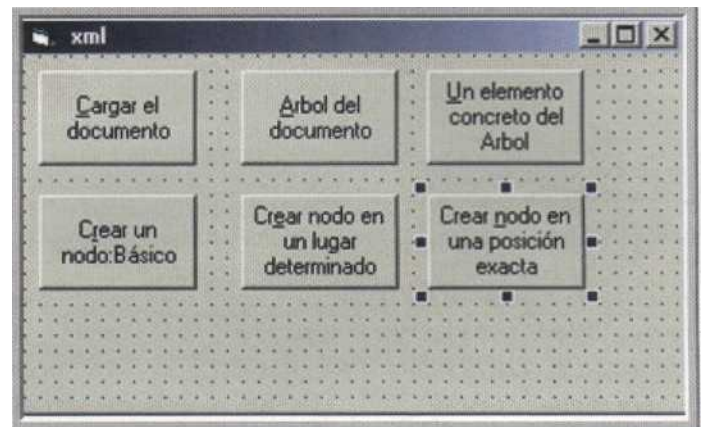 xml
Cargar el
documento
Arbol del
documento
Un elemento
concreto del
Arbol
Crear un
nodo:Básico
Crear nodo en
un lugar
determinado
Crear nodo en
una posición
exacta